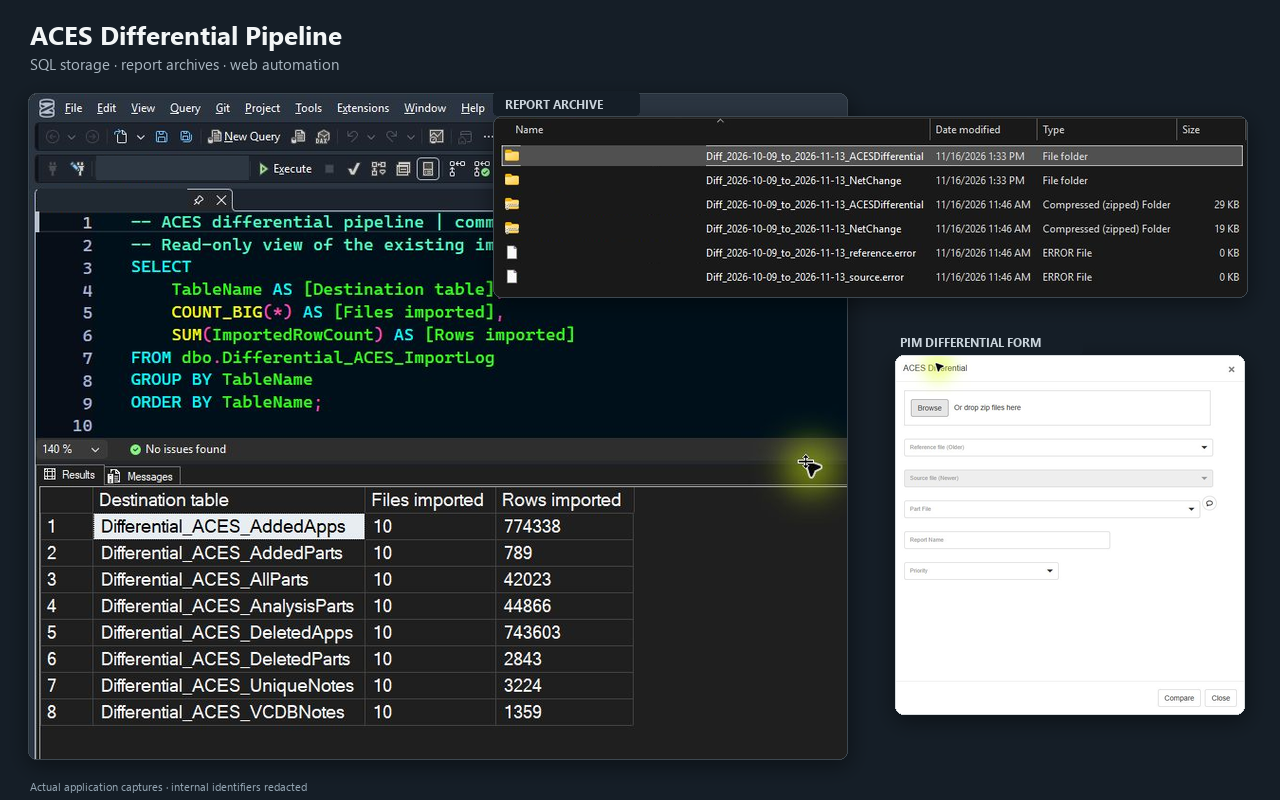 ACES Differential Pipeline
SQL storage · report archives · web automation
File Edit View Query Git Project Tools Extensions Window Help
New Query
Execute
1 -- ACES differential pipeline | comm
2 -- Read-only view of the existing im
3 SELECT
4 TableName AS [Destination table]
5 COUNT_BIG(*) AS [Files imported],
6 SUM(ImportedRowCount) AS [Rows imported]
7 FROM dbo.Differential_ACES_ImportLog
8 GROUP BY TableName
9 ORDER BY TableName;
10
140 % No issues found
Results Messages
Destination table Files imported Rows imported
1 Differential_ACES_AddedApps 10 774338
2 Differential_ACES_AddedParts 10 789
3 Differential_ACES_AllParts 10 42023
4 Differential_ACES_AnalysisParts 10 44866
5 Differential_ACES_DeletedApps 10 743603
6 Differential_ACES_DeletedParts 10 2843
7 Differential_ACES_UniqueNotes 10 3224
8 Differential_ACES_VCDBNotes 10 1359
REPORT ARCHIVE
Name Date modified Type Size
Diff_2026-10-09_to_2026-11-13_ACESDifferential 11/16/2026 1:33 PM File folder
Diff_2026-10-09_to_2026-11-13_NetChange 11/16/2026 1:33 PM File folder
Diff_2026-10-09_to_2026-11-13_ACESDifferential 11/16/2026 11:46 AM Compressed (zipped) Folder 29 KB
Diff_2026-10-09_to_2026-11-13_NetChange 11/16/2026 11:46 AM Compressed (zipped) Folder 19 KB
Diff_2026-10-09_to_2026-11-13_reference.error 11/16/2026 11:46 AM ERROR File 0 KB
Diff_2026-10-09_to_2026-11-13_source.error 11/16/2026 11:46 AM ERROR File 0 KB
PIM DIFFERENTIAL FORM
ACES Differential
Browse Or drop zip files here
Reference file (Older)
Source file (Newer)
Part File
Report Name
Priority
Compare Close
Actual application captures · internal identifiers redacted